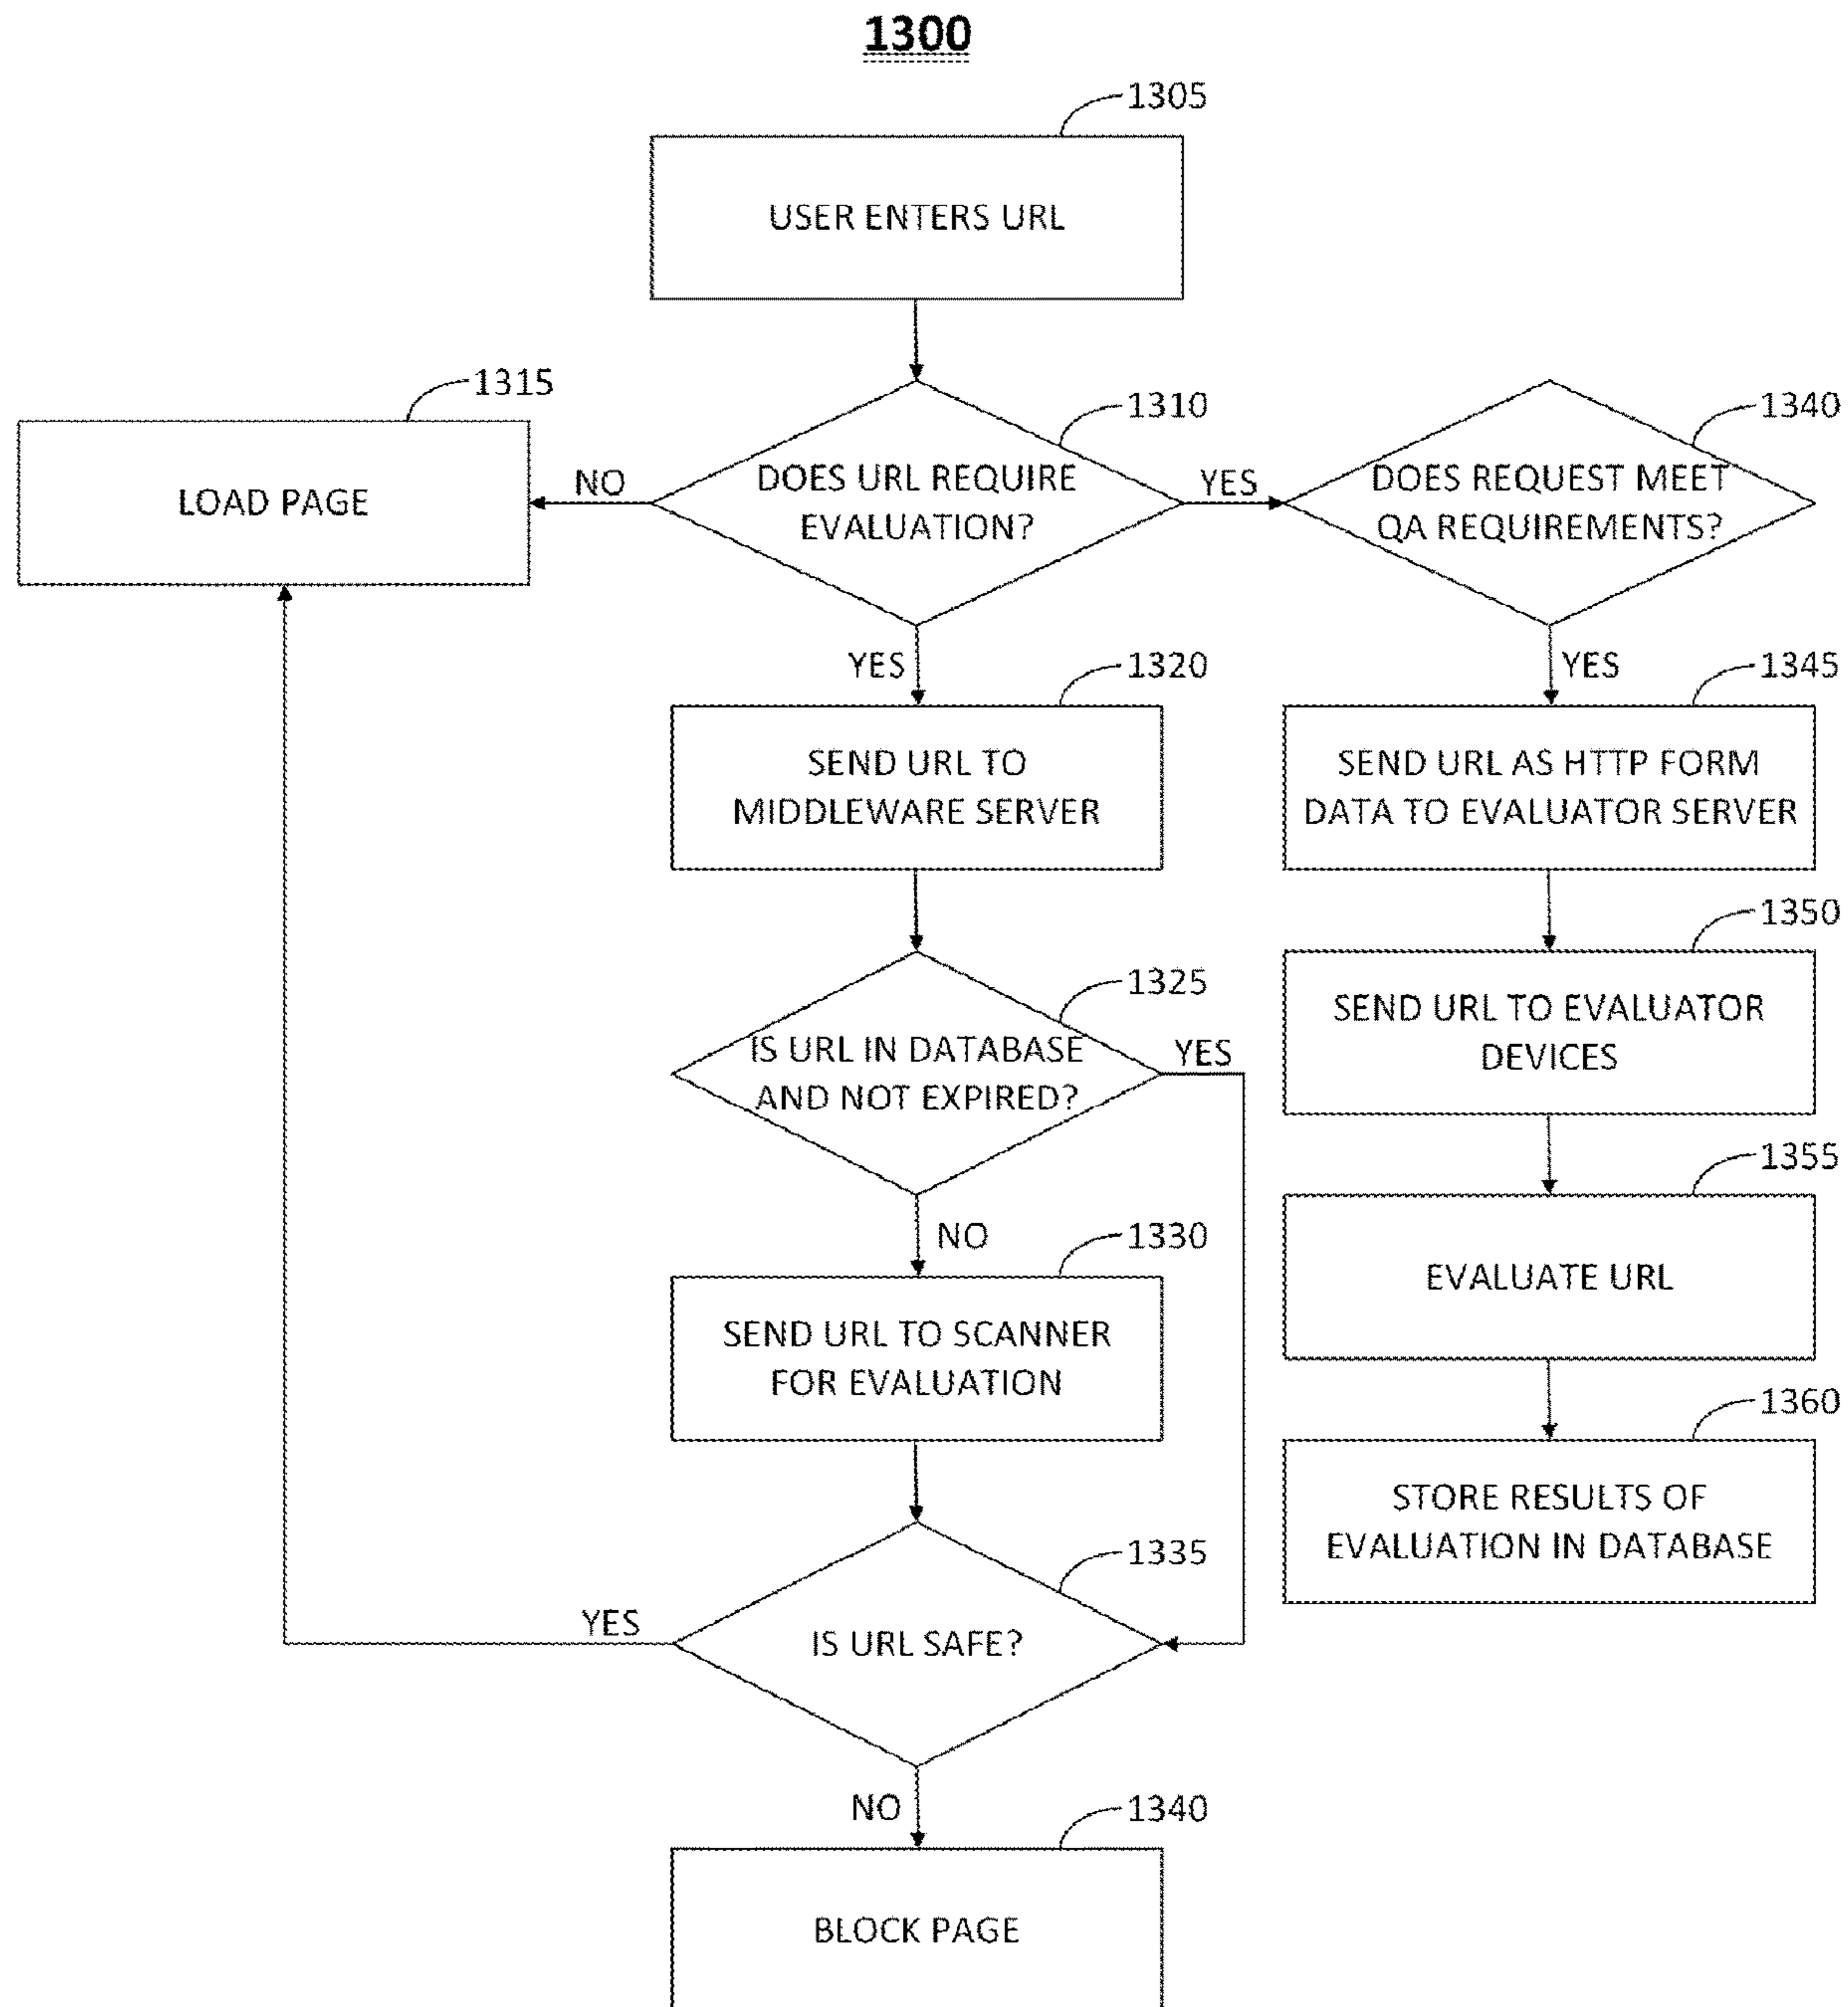 1300
1305
USER ENTERS URL
1315
LOAD PAGE
NO
1310
DOES URL REQUIRE
EVALUATION?
YES
1340
DOES REQUEST MEET
QA REQUIREMENTS?
YES
1320
SEND URL TO
MIDDLEWARE SERVER
YES
1345
SEND URL AS HTTP FORM
DATA TO EVALUATOR SERVER
1325
IS URL IN DATABASE
AND NOT EXPIRED?
YES
1350
SEND URL TO EVALUATOR
DEVICES
NO
1330
SEND URL TO SCANNER
FOR EVALUATION
1355
EVALUATE URL
1360
STORE RESULTS OF
EVALUATION IN DATABASE
1335
IS URL SAFE?
YES
NO
1340
BLOCK PAGE